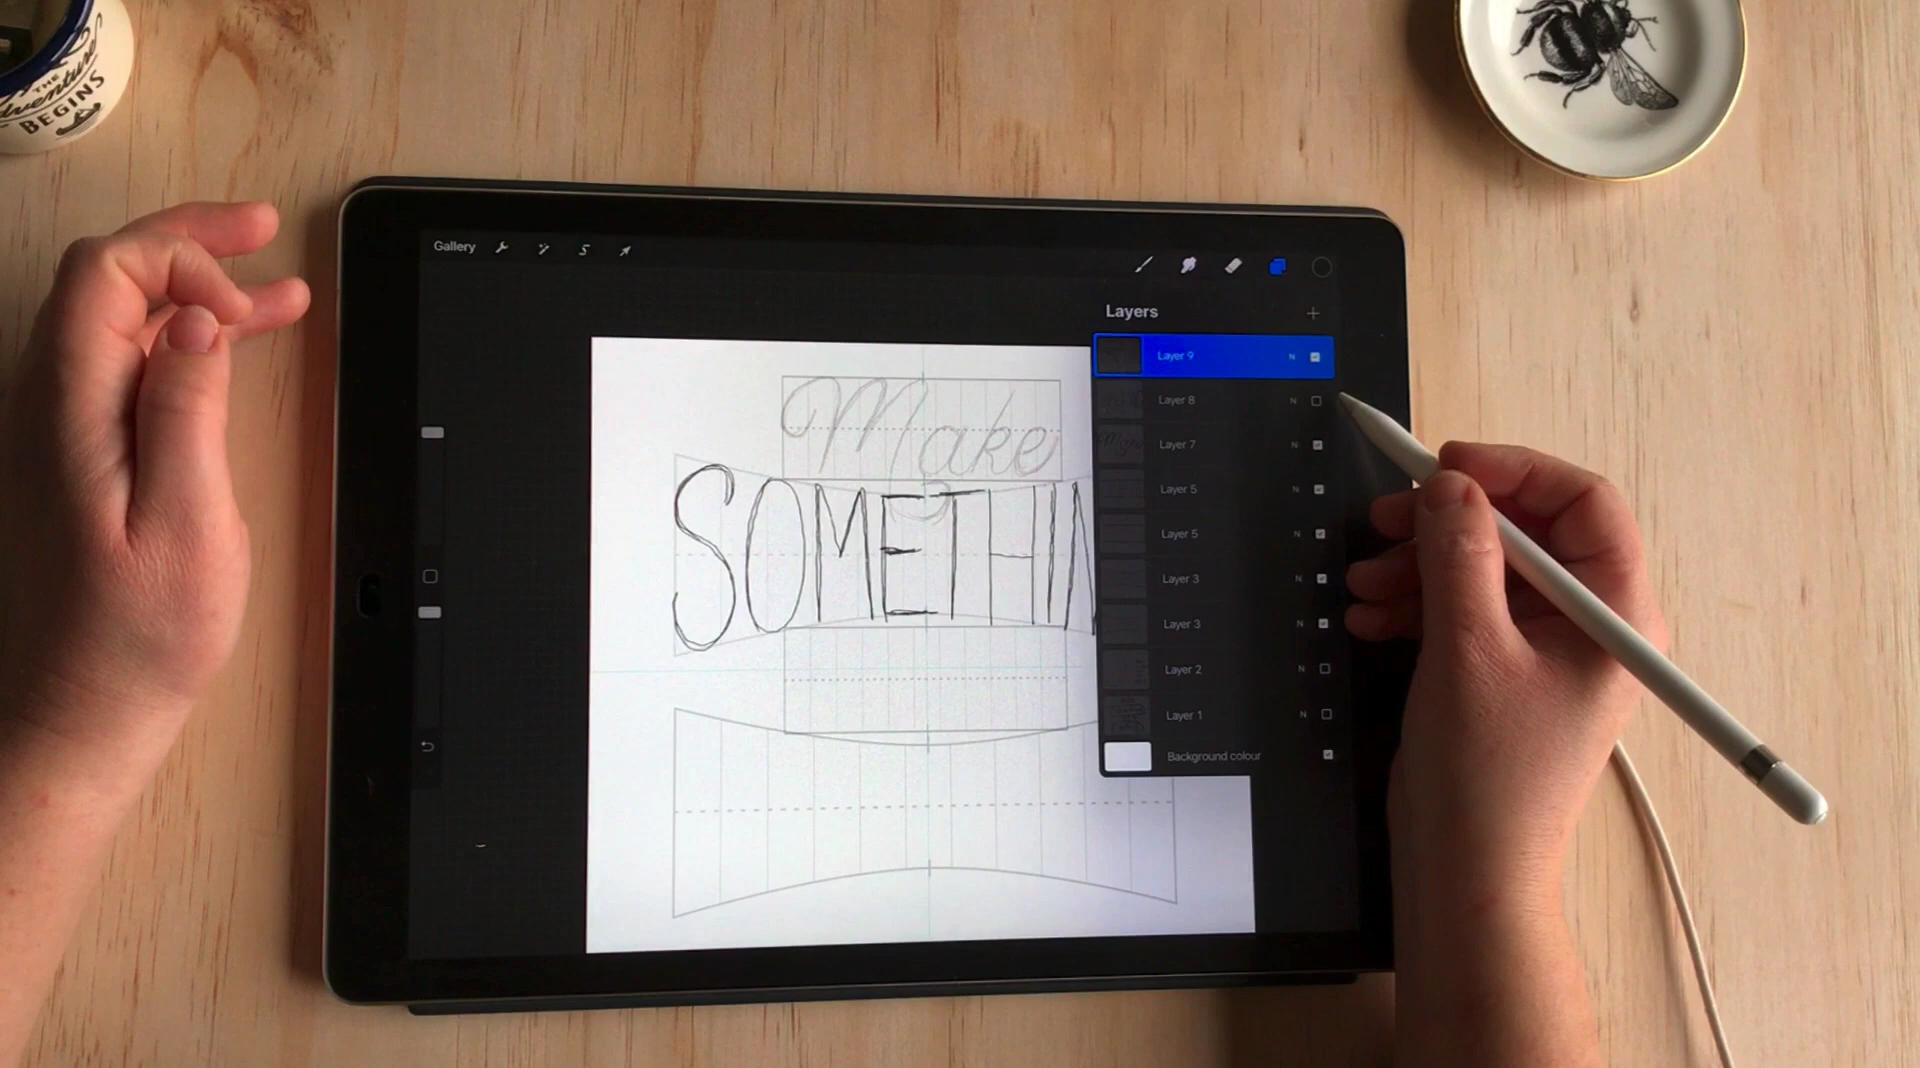 THE
Adventure
BEGINS
Gallery
Layers
Layer 9 N
Layer 8 N
Layer 7 N
Layer 5 N
Layer 5 N
Layer 3 N
Layer 3 N
Layer 2 N
Layer 1 N
Background colour
Make
SOMETHIN